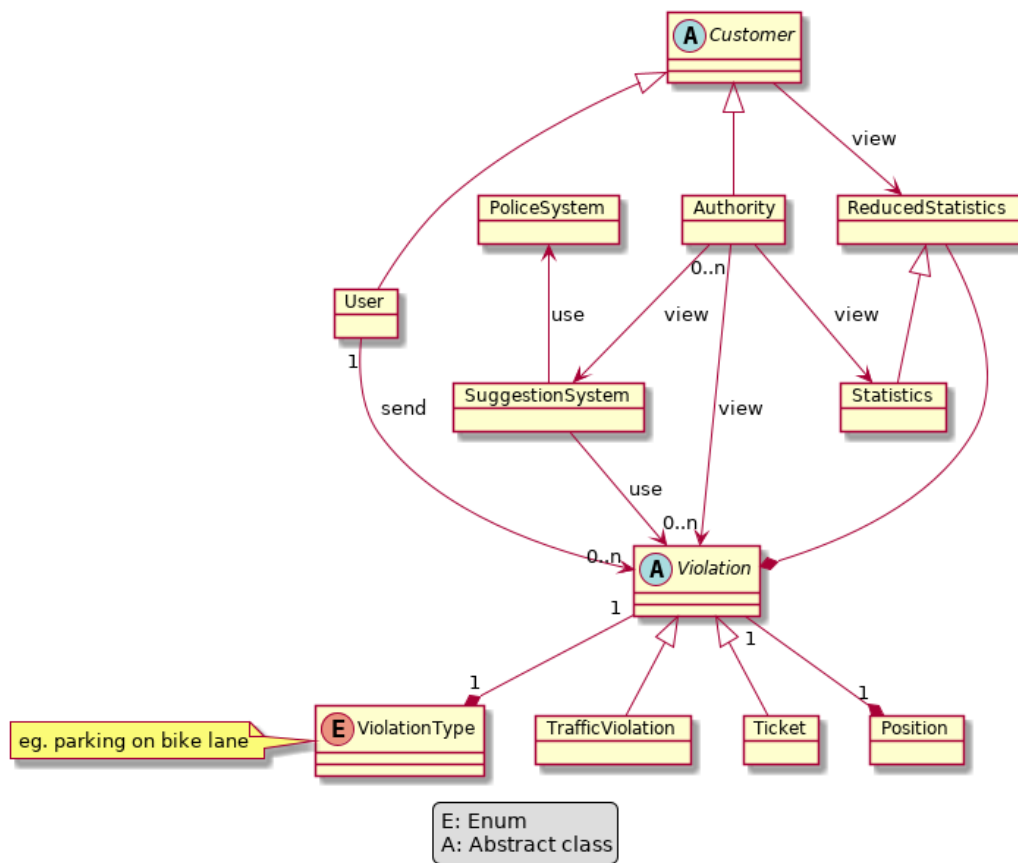 A Customer
view
PoliceSystem
Authority
ReducedStatistics
0..n
User
use
view
view
1
SuggestionSystem
Statistics
send
view
use
0..n
0..n
A Violation
1
1
1
1
E ViolationType
TrafficViolation
Ticket
Position
eg. parking on bike lane
E: Enum
A: Abstract class